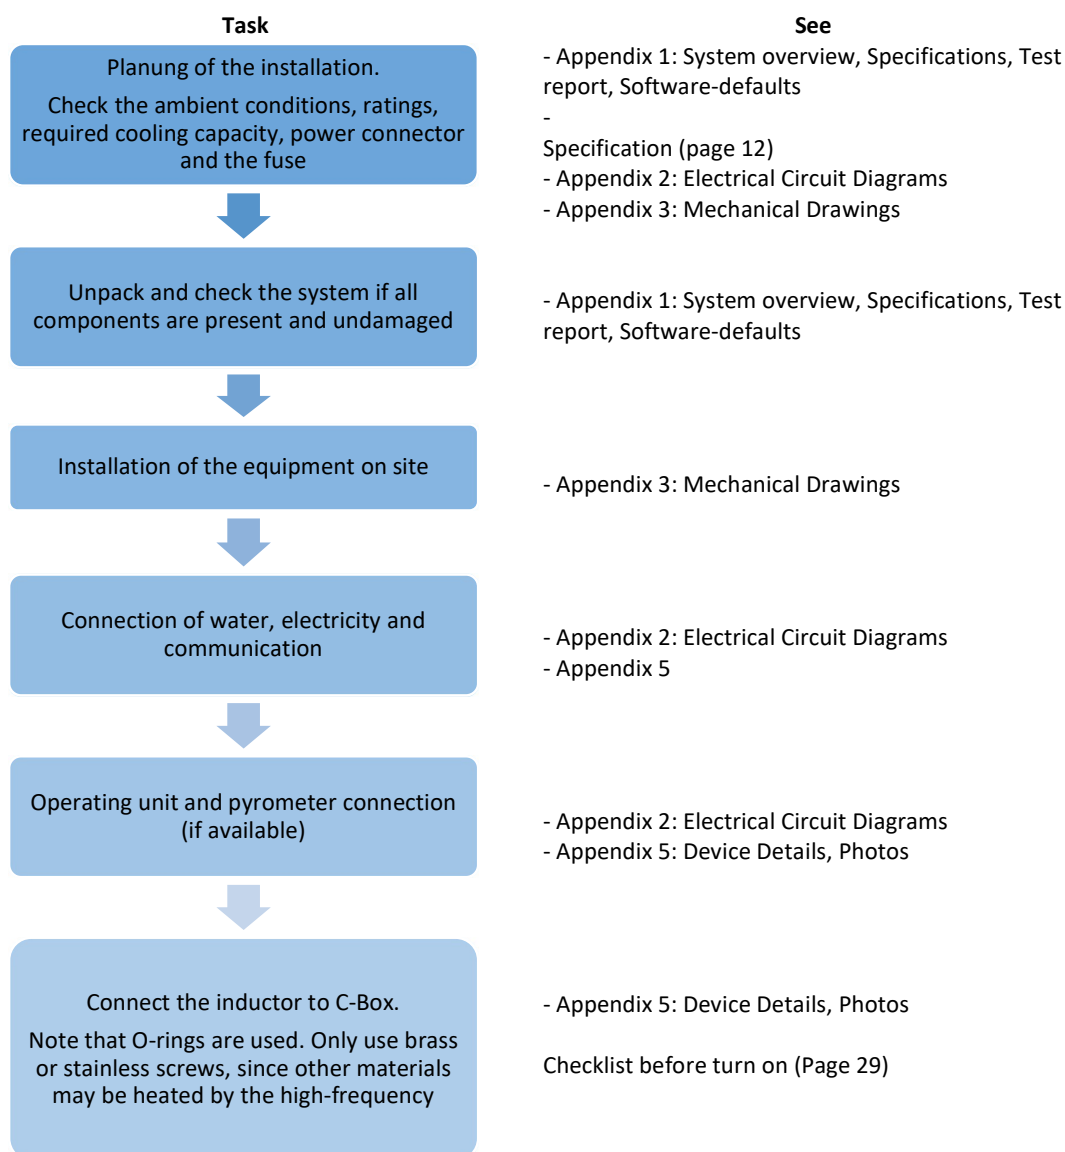 Task
See
Planung of the installation.
Check the ambient conditions, ratings,
required cooling capacity, power connector
and the fuse
- Appendix 1: System overview, Specifications, Test
report, Software-defaults
-
Specification (page 12)
- Appendix 2: Electrical Circuit Diagrams
- Appendix 3: Mechanical Drawings
Unpack and check the system if all
components are present and undamaged
- Appendix 1: System overview, Specifications, Test
report, Software-defaults
Installation of the equipment on site
- Appendix 3: Mechanical Drawings
Connection of water, electricity and
communication
- Appendix 2: Electrical Circuit Diagrams
- Appendix 5
Operating unit and pyrometer connection
(if available)
- Appendix 2: Electrical Circuit Diagrams
- Appendix 5: Device Details, Photos
Connect the inductor to C-Box.
Note that O-rings are used. Only use brass
or stainless screws, since other materials
may be heated by the high-frequency
- Appendix 5: Device Details, Photos
Checklist before turn on (Page 29)